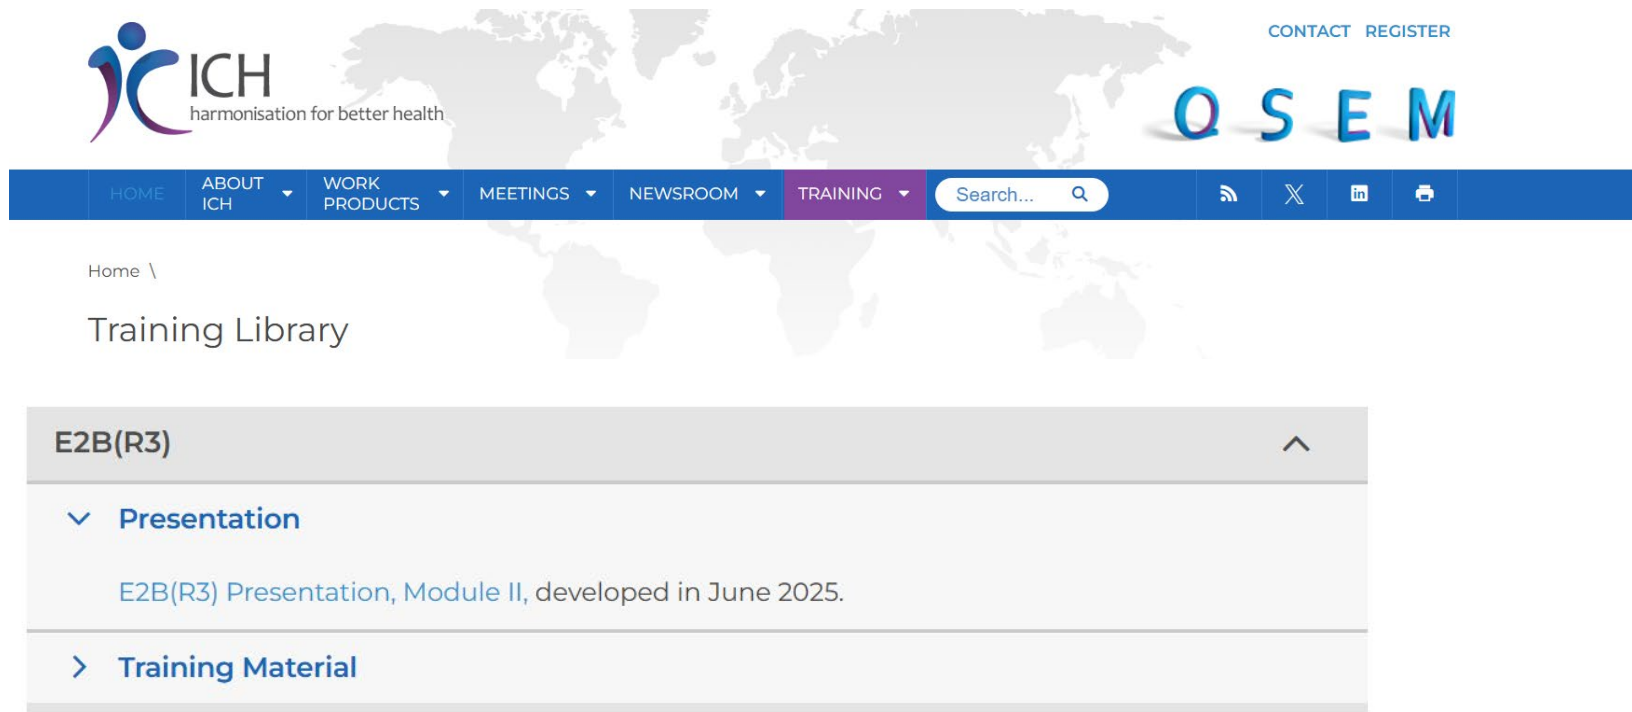 CONTACT REGISTER
ICH
harmonisation for better health
Q S E M
HOME
ABOUT
ICH
WORK
PRODUCTS
MEETINGS
NEWSROOM
TRAINING
Search...
Home \
Training Library
E2B(R3)
Presentation
E2B(R3) Presentation, Module II, developed in June 2025.
Training Material